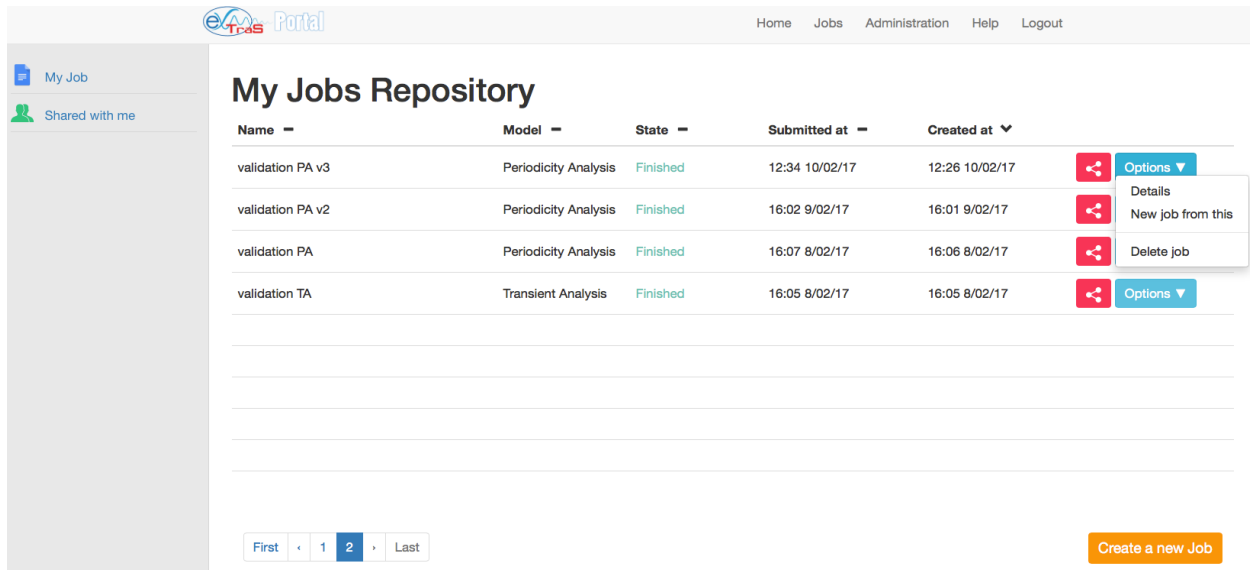 eXTraS Portal Home Jobs Administration Help Logout
My Job
Shared with me
My Jobs Repository
Name Model State Submitted at Created at
validation PA v3 Periodicity Analysis Finished 12:34 10/02/17 12:26 10/02/17 Options ▼
Details
validation PA v2 Periodicity Analysis Finished 16:02 9/02/17 16:01 9/02/17 New job from this
validation PA Periodicity Analysis Finished 16:07 8/02/17 16:06 8/02/17 Delete job
validation TA Transient Analysis Finished 16:05 8/02/17 16:05 8/02/17 Options ▼
First ‹ 1 2 › Last Create a new Job